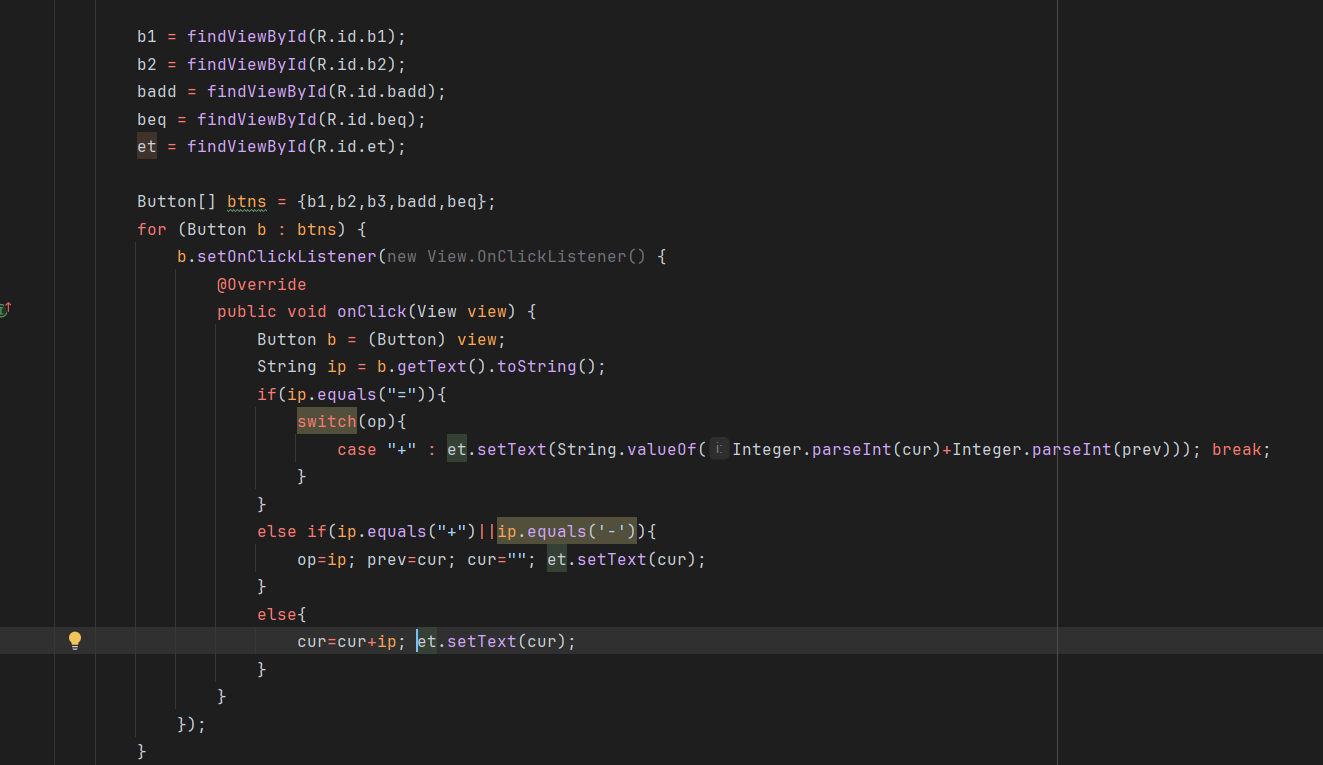 b1 = findViewById(R.id.b1);
b2 = findViewById(R.id.b2);
badd = findViewById(R.id.badd);
beq = findViewById(R.id.beq);
et = findViewById(R.id.et);
Button[] btns = {b1,b2,b3,badd,beq};
for (Button b : btns) {
b.setOnClickListener(new View.OnClickListener() {
@Override
public void onClick(View view) {
Button b = (Button) view;
String ip = b.getText().toString();
if(ip.equals("=")){
switch(op){
case "+" : et.setText(String.valueOf( i: Integer.parseInt(cur)+Integer.parseInt(prev))); break;
}
}
else if(ip.equals("+")||ip.equals('-')){
op=ip; prev=cur; cur=""; et.setText(cur);
}
else{
cur=cur+ip; et.setText(cur);
}
}
});
}